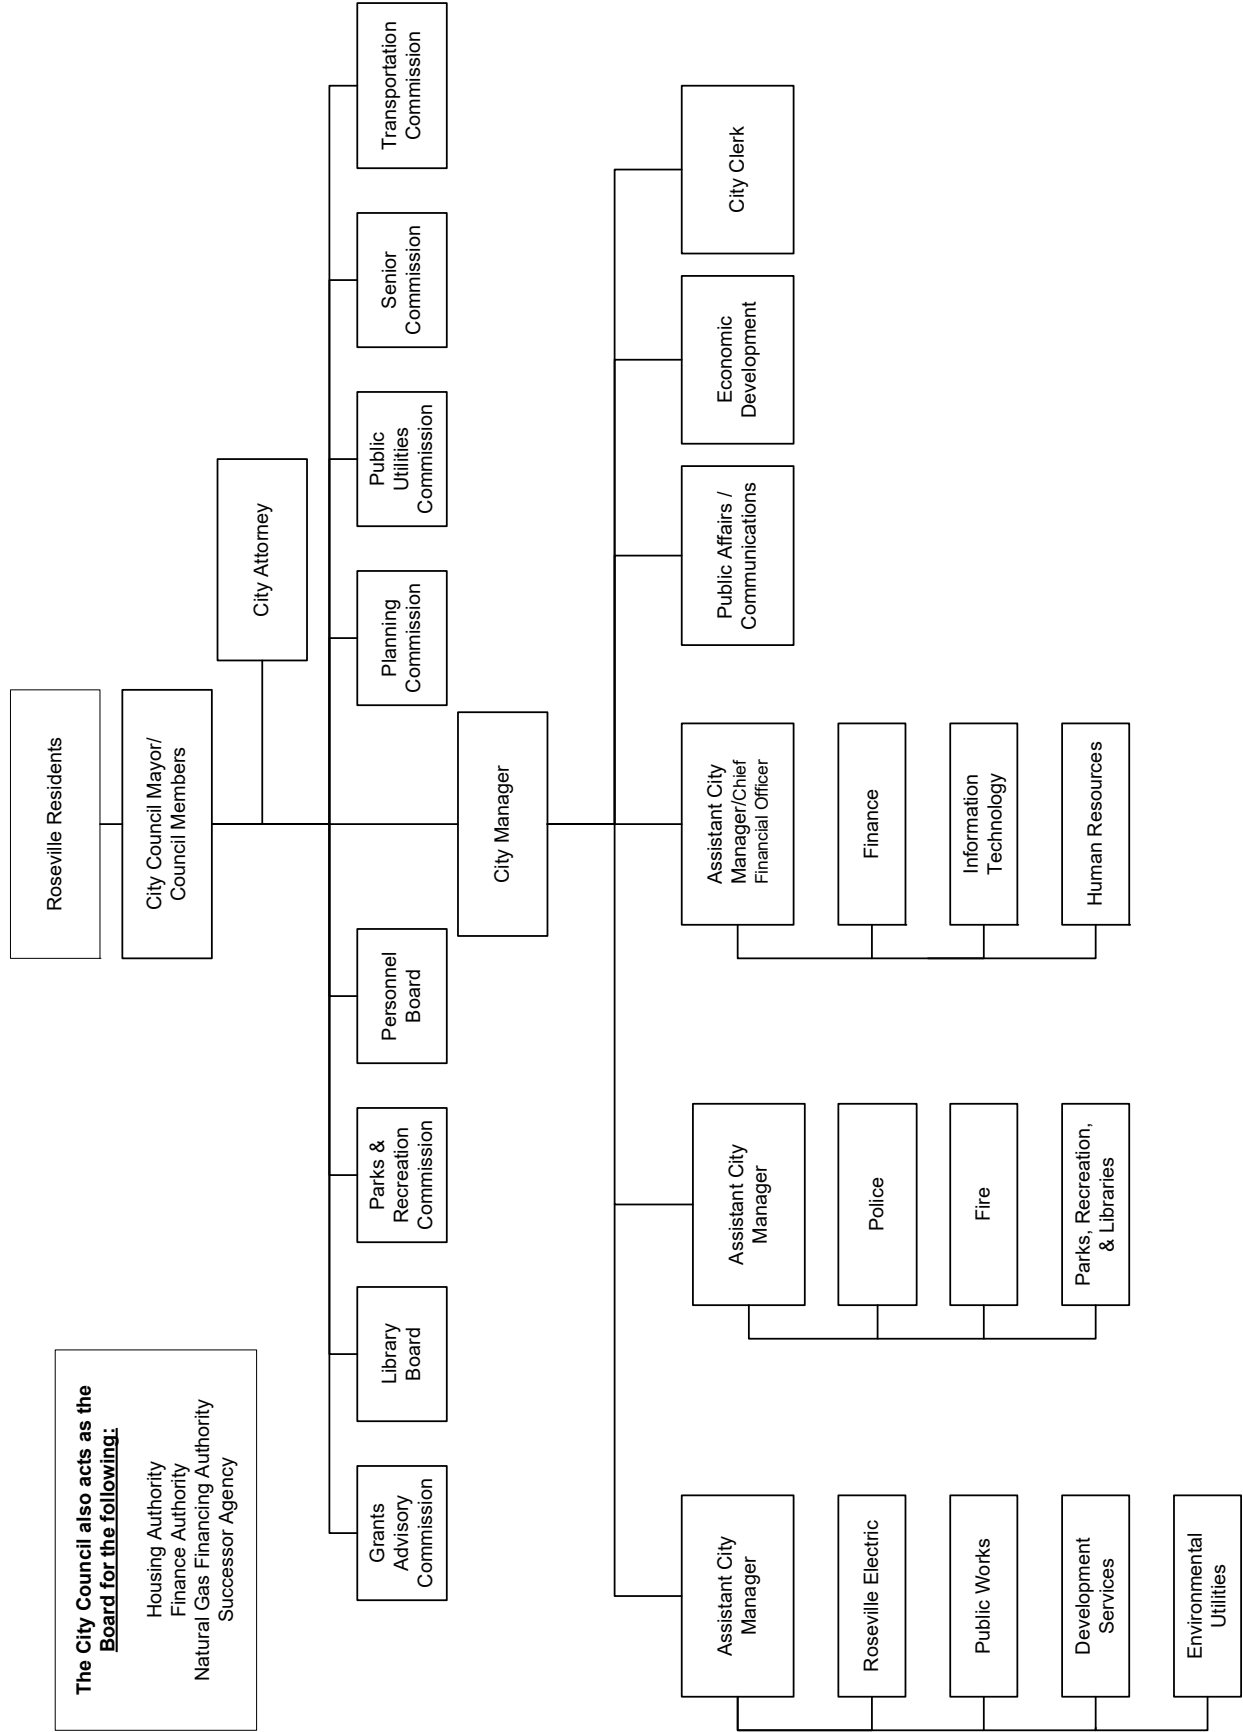 Roseville Residents
City Council Mayor/
Council Members
City Attorney
The City Council also acts as the
Board for the following:
Housing Authority
Finance Authority
Natural Gas Financing Authority
Successor Agency
Grants
Advisory
Commission
Library
Board
Parks &
Recreation
Commission
Personnel
Board
Planning
Commission
Public
Utilities
Commission
Senior
Commission
Transportation
Commission
City Manager
Assistant City
Manager
Roseville Electric
Public Works
Development
Services
Environmental
Utilities
Assistant City
Manager
Police
Fire
Parks, Recreation,
& Libraries
Assistant City
Manager/Chief
Financial Officer
Finance
Information
Technology
Human Resources
Public Affairs /
Communications
Economic
Development
City Clerk